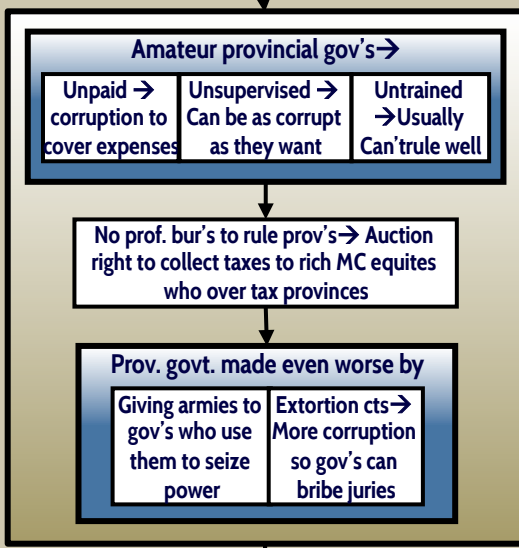 Amateur provincial gov's→
Unpaid →
corruption to
cover expenses
Unsupervised →
Can be as corrupt
as they want
Untrained
→Usually
Can'trule well
No prof. bur's to rule prov's→ Auction
right to collect taxes to rich MC equites
who over tax provinces
Prov. govt. made even worse by
Giving armies to
gov's who use
them to seize
power
Extortion cts→
More corruption
so gov's can
bribe juries